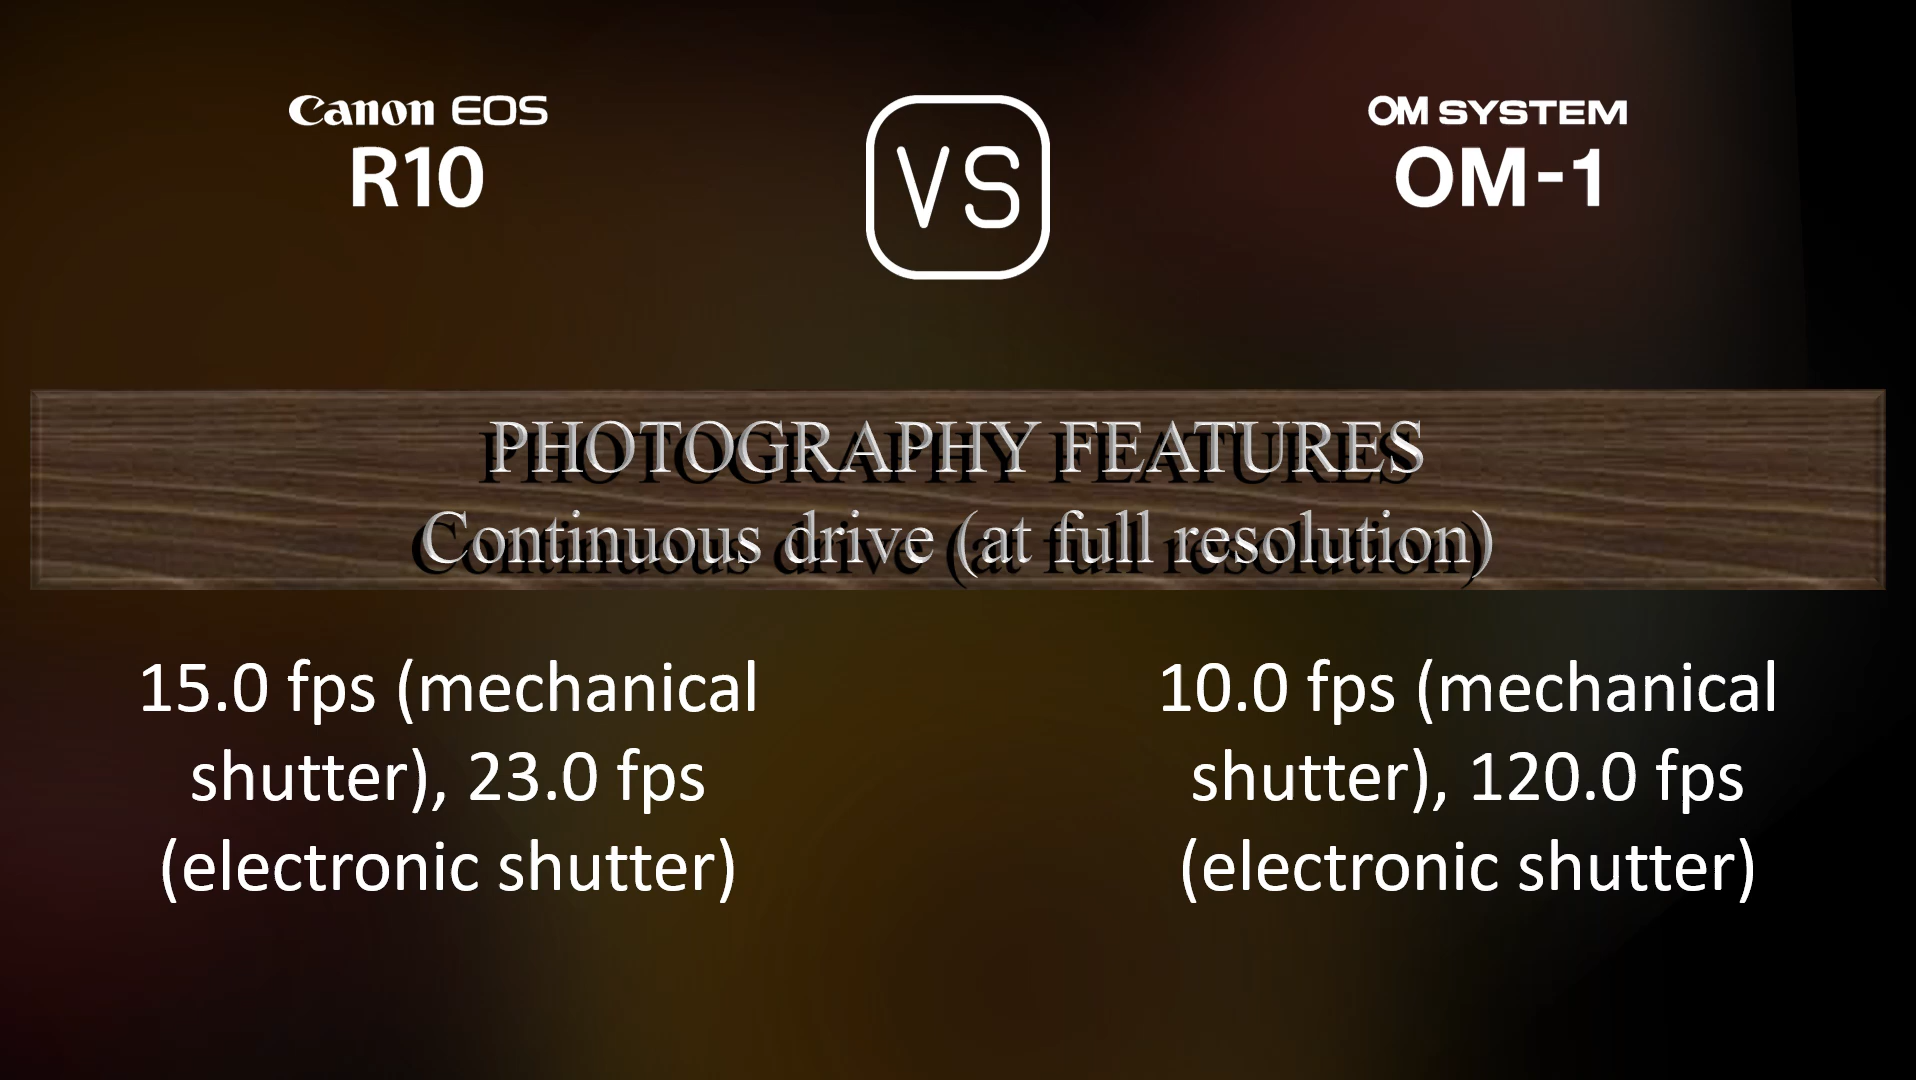 Canon EOS
R10
VS
OM SYSTEM
OM-1
PHOTOGRAPHY FEATURES
Continuous drive (at full resolution)
15.0 fps (mechanical
shutter), 23.0 fps
(electronic shutter)
10.0 fps (mechanical
shutter), 120.0 fps
(electronic shutter)